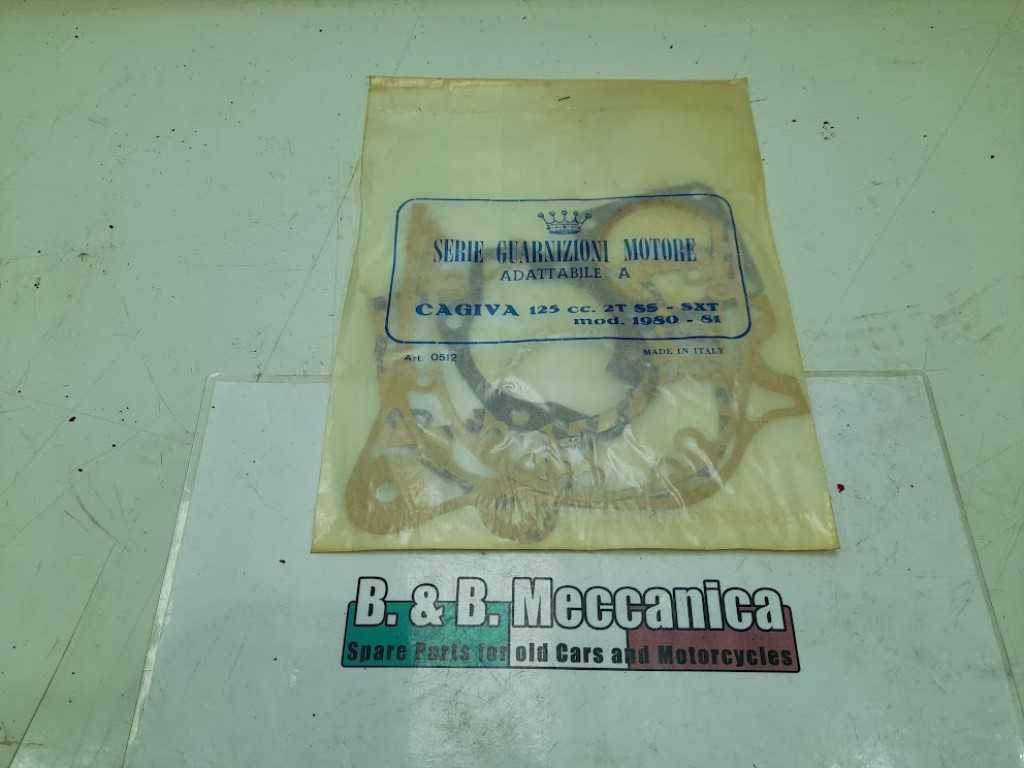 SERIE GUARNIZIONI MOTORE
ADATTABILE A
CAGIVA 125 cc. 2T SS - SXT
mod. 1980 - 81
Art. 0512 MADE IN ITALY
B. & B. Meccanica
Spare Parts for old Cars and Motorcycles